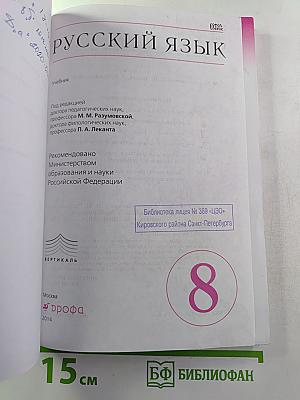 РУССКИЙ ЯЗЫК
учебник
Под редакцией
доктора педагогических наук,
профессора М. М. Разумовской,
доктора филологических наук,
профессора П. А. Леканта
Рекомендовано
Министерством
образования и науки
Российской Федерации
Библиотека лицея № 389 «ЦЭО»
Кировского района Санкт-Петербурга
ВЕРТИКАЛЬ
8
Москва
дрофа
2014
15 см
БФ БИБЛИОФАН